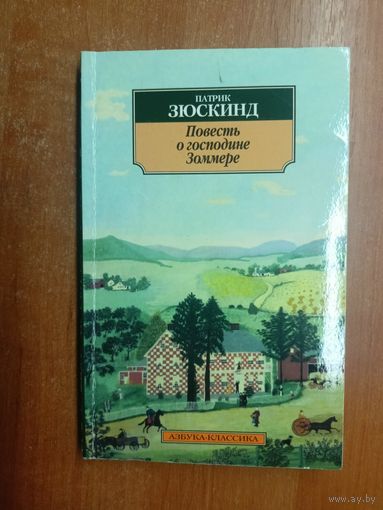 ПАТРИК
ЗЮСКИНД
Повесть
о господине
Зоммере
АЗБУКА-КЛАССИКА
www.ay.by